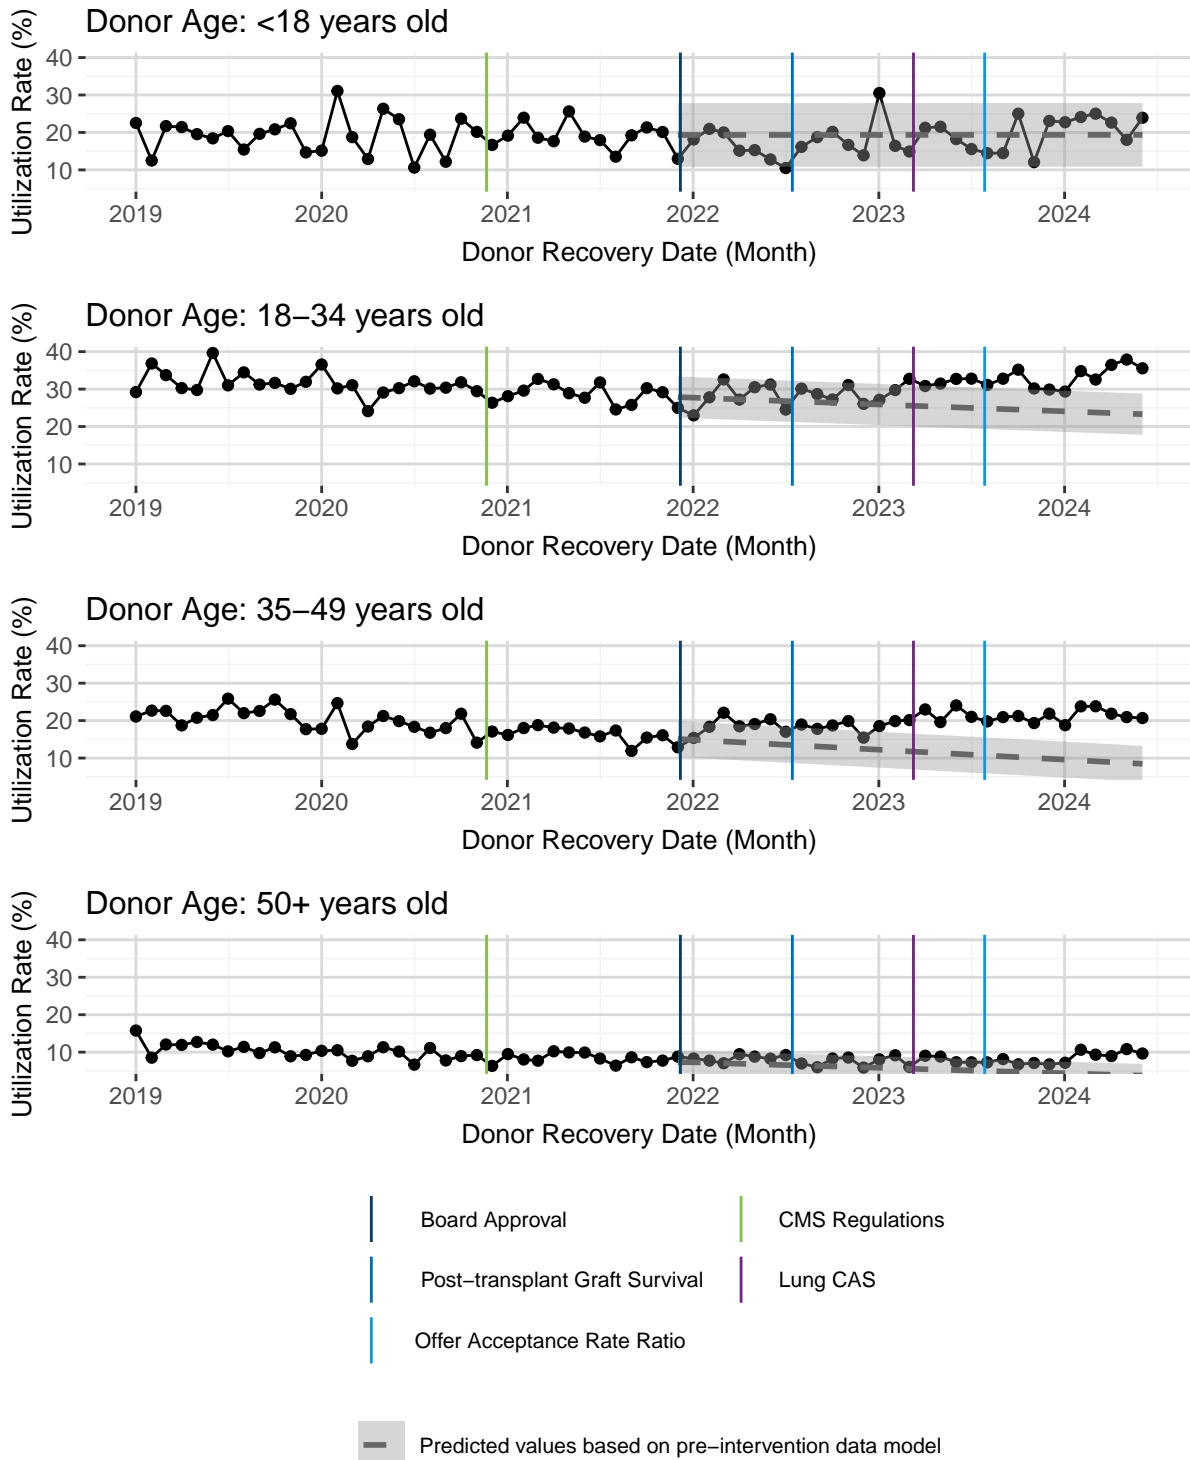 Donor Age: <18 years old
Utilization Rate (%)
40
30
20
10
2019 2020 2021 2022 2023 2024
Donor Recovery Date (Month)
Donor Age: 18−34 years old
Utilization Rate (%)
40
30
20
10
2019 2020 2021 2022 2023 2024
Donor Recovery Date (Month)
Donor Age: 35−49 years old
Utilization Rate (%)
40
30
20
10
2019 2020 2021 2022 2023 2024
Donor Recovery Date (Month)
Donor Age: 50+ years old
Utilization Rate (%)
40
30
20
10
2019 2020 2021 2022 2023 2024
Donor Recovery Date (Month)
Board Approval CMS Regulations
Post−transplant Graft Survival Lung CAS
Offer Acceptance Rate Ratio
Predicted values based on pre−intervention data model